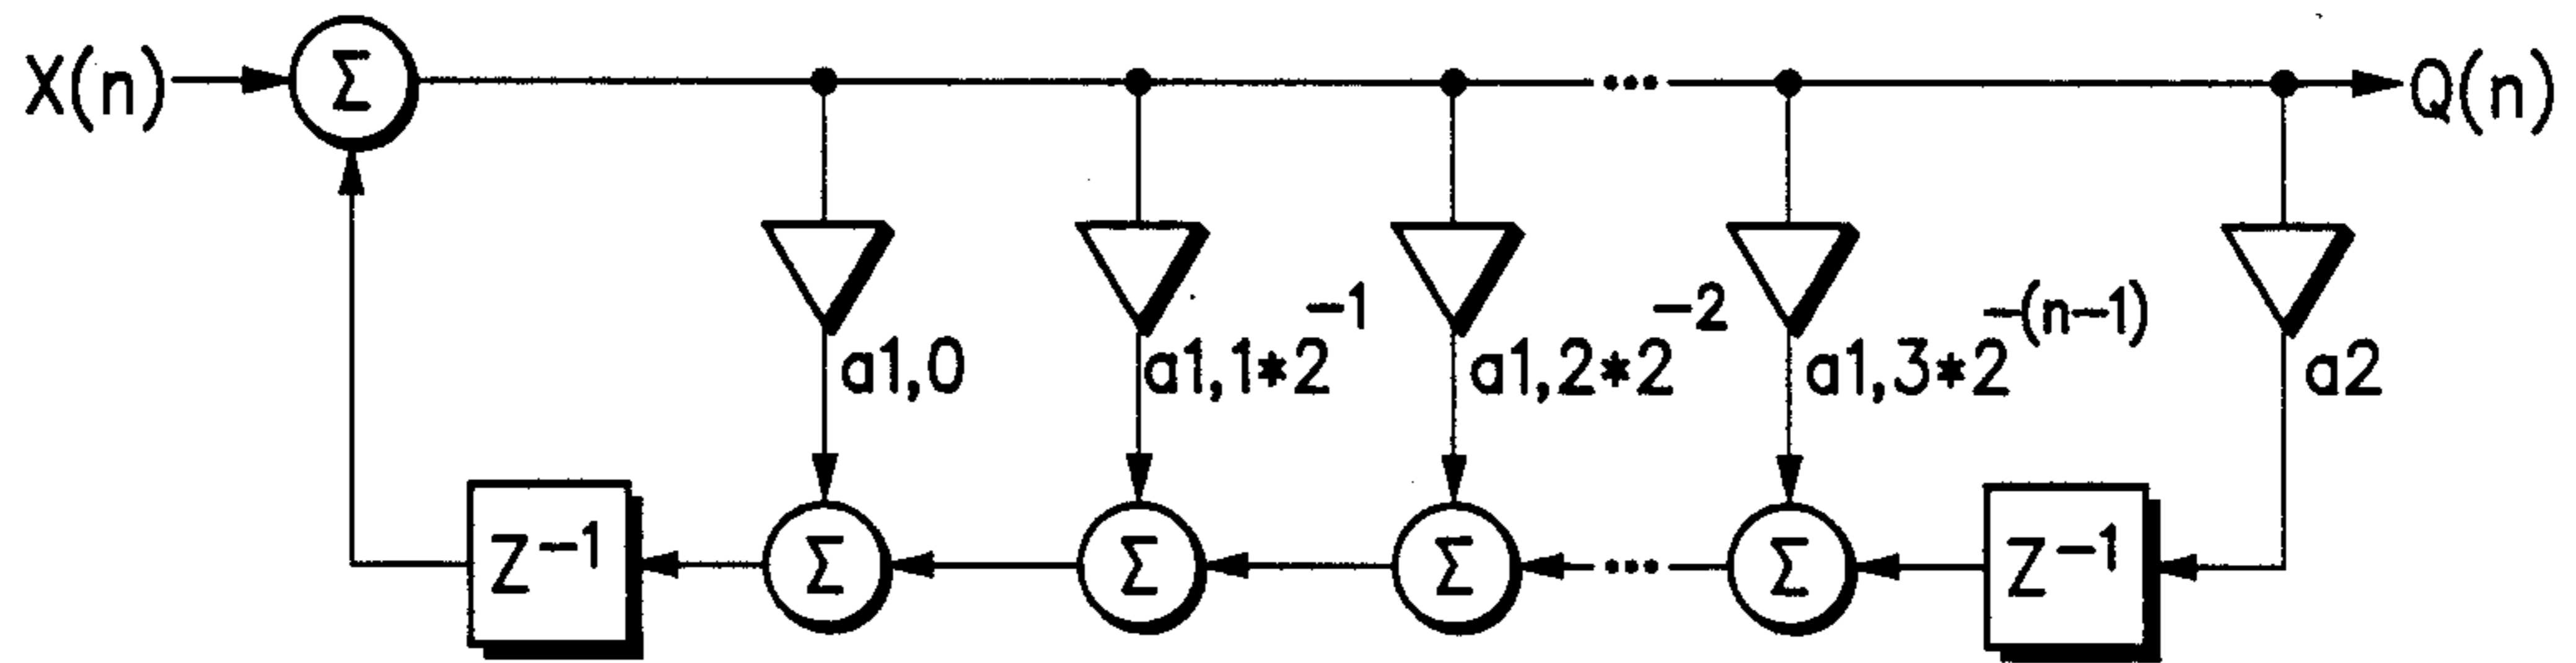 X(n)
Σ
Q(n)
a1,0
a1,1*2^-1
a1,2*2^-2
a1,3*2^-(n-1)
a2
Z^-1
Σ
Σ
Σ
Σ
Z^-1